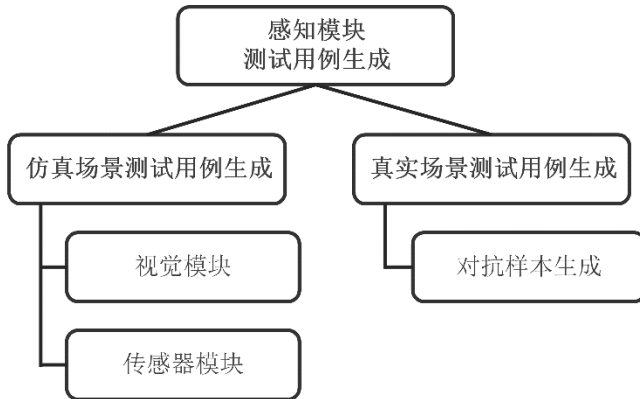 感知模块
测试用例生成
仿真场景测试用例生成
真实场景测试用例生成
视觉模块
对抗样本生成
传感器模块